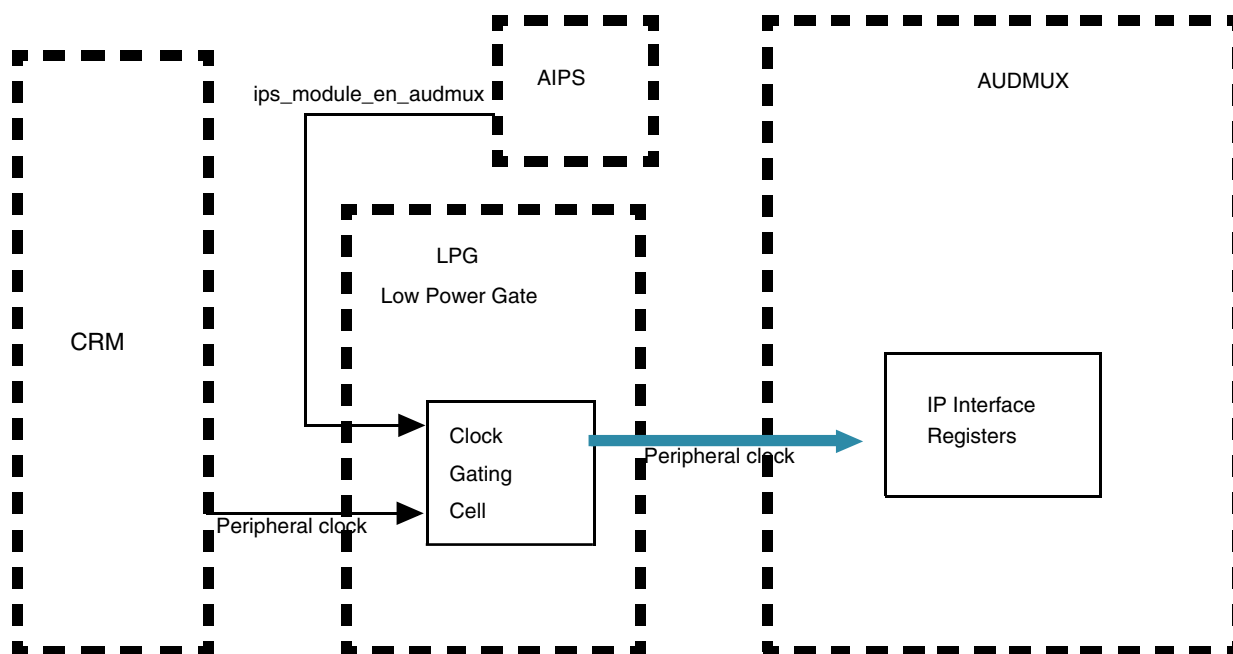 AIPS
AUDMUX
ips_module_en_audmux
LPG
Low Power Gate
CRM
Clock
Gating
Cell
Peripheral clock
Peripheral clock
IP Interface
Registers